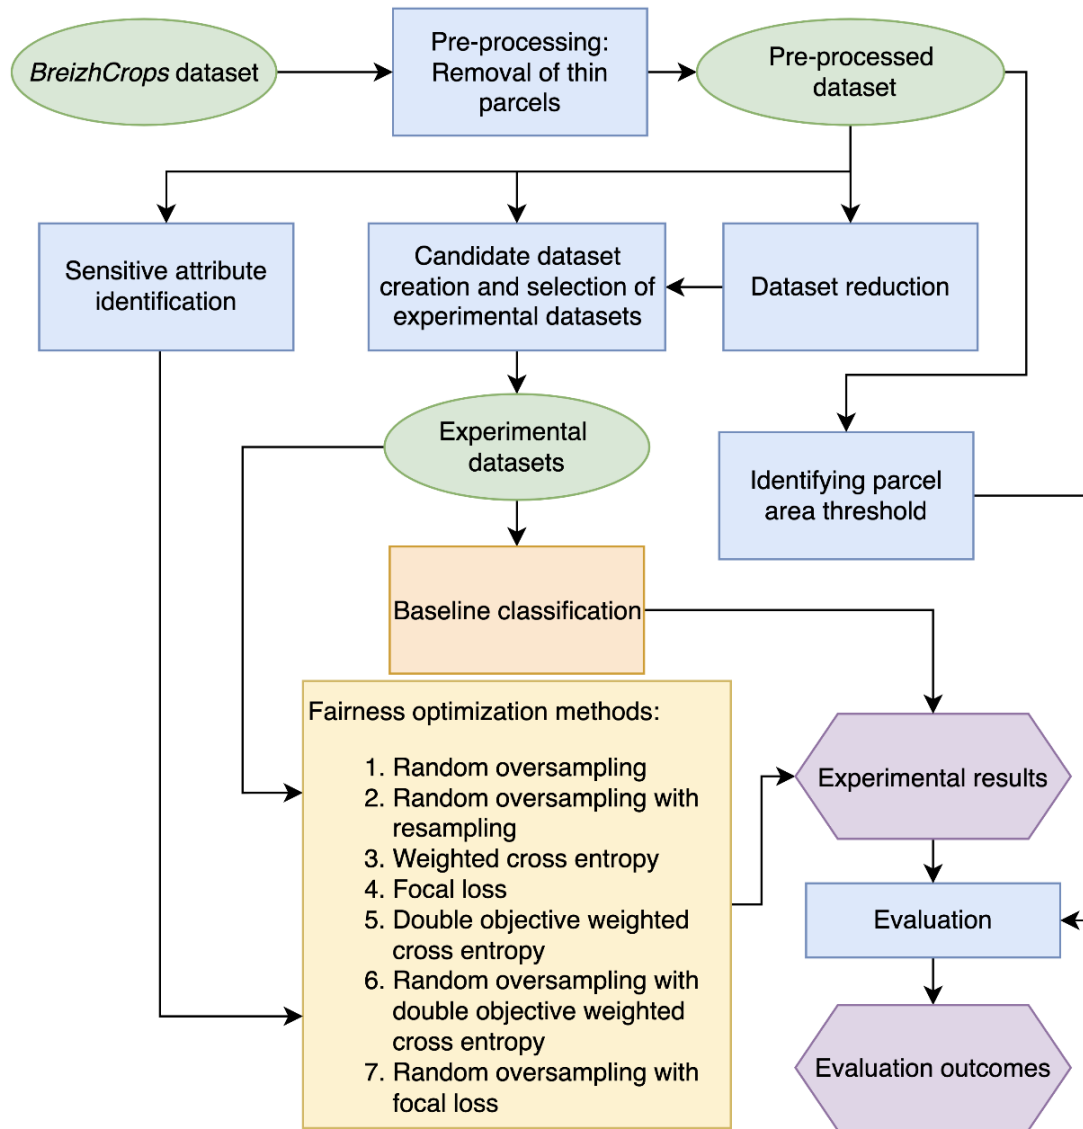 BreizhCrops dataset
Pre-processing:
Removal of thin
parcels
Pre-processed
dataset
Sensitive attribute
identification
Candidate dataset
creation and selection of
experimental datasets
Dataset reduction
Experimental
datasets
Identifying parcel
area threshold
Baseline classification
Fairness optimization methods:
1. Random oversampling
2. Random oversampling with
resampling
3. Weighted cross entropy
4. Focal loss
5. Double objective weighted
cross entropy
6. Random oversampling with
double objective weighted
cross entropy
7. Random oversampling with
focal loss
Experimental results
Evaluation
Evaluation outcomes